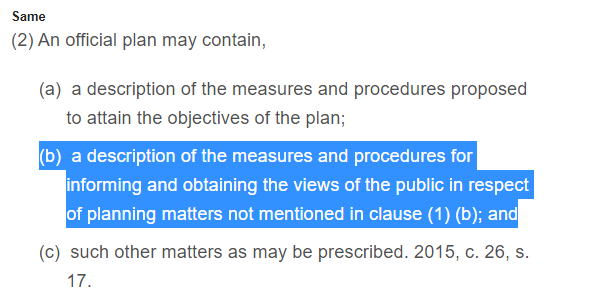 Same
(2) An official plan may contain,
(a) a description of the measures and procedures proposed
to attain the objectives of the plan;
(b) a description of the measures and procedures for
informing and obtaining the views of the public in respect
of planning matters not mentioned in clause (1) (b); and
(c) such other matters as may be prescribed. 2015, c. 26, s.
17.